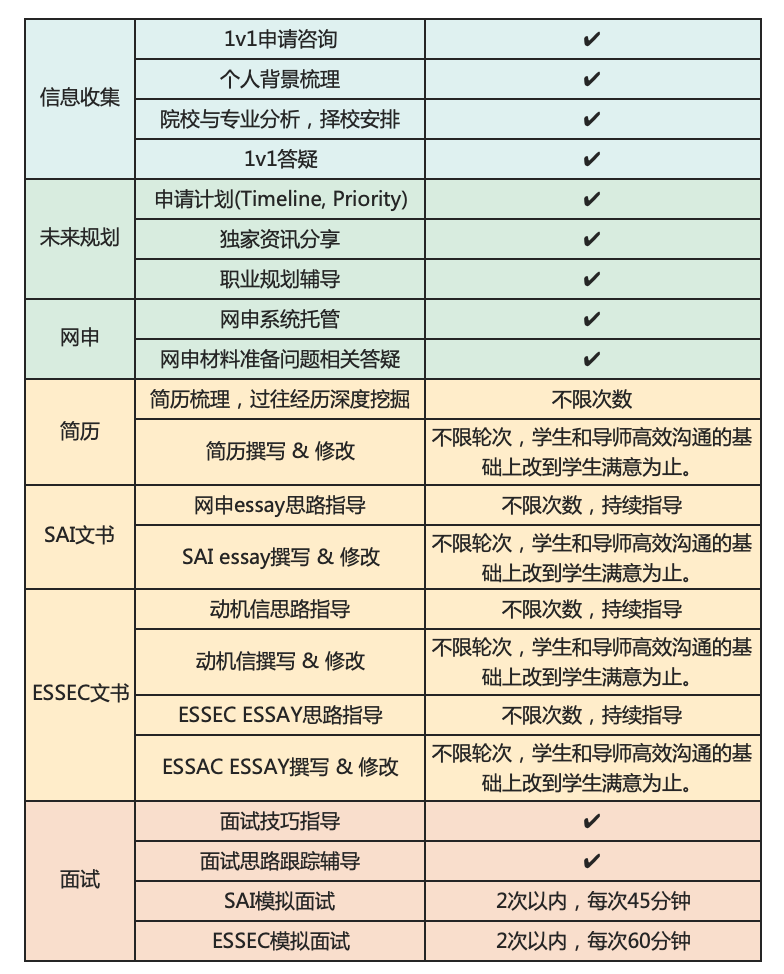 信息收集
1v1申请咨询 ✔
个人背景梳理 ✔
院校与专业分析，择校安排 ✔
1v1答疑 ✔
未来规划
申请计划(Timeline, Priority) ✔
独家资讯分享 ✔
职业规划辅导 ✔
网申
网申系统托管 ✔
网申材料准备问题相关答疑 ✔
简历
简历梳理，过往经历深度挖掘 不限次数
简历撰写 & 修改
不限轮次，学生和导师高效沟通的基
础上改到学生满意为止。
SAI文书
网申essay思路指导 不限次数，持续指导
SAI essay撰写 & 修改
不限轮次，学生和导师高效沟通的基
础上改到学生满意为止。
ESSEC文书
动机信思路指导 不限次数，持续指导
动机信撰写 & 修改
不限轮次，学生和导师高效沟通的基
础上改到学生满意为止。
ESSEC ESSAY思路指导 不限次数，持续指导
ESSAC ESSAY撰写 & 修改
不限轮次，学生和导师高效沟通的基
础上改到学生满意为止。
面试
面试技巧指导 ✔
面试思路跟踪辅导 ✔
SAI模拟面试 2次以内，每次45分钟
ESSEC模拟面试 2次以内，每次60分钟